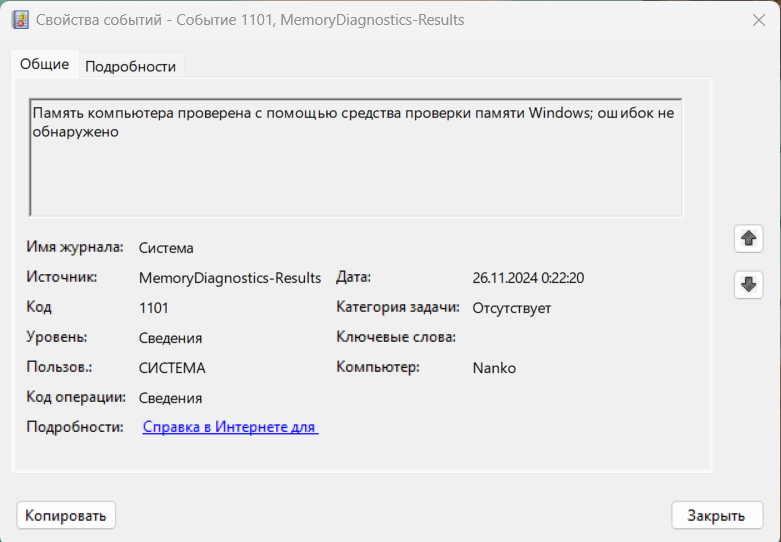 Свойства событий - Событие 1101, MemoryDiagnostics-Results
Общие Подробности
Память компьютера проверена с помощью средства проверки памяти Windows; ошибок не
обнаружено
Имя журнала: Система
Источник: MemoryDiagnostics-Results Дата: 26.11.2024 0:22:20
Код 1101 Категория задачи: Отсутствует
Уровень: Сведения Ключевые слова:
Пользов.: СИСТЕМА Компьютер: Nanko
Код операции: Сведения
Подробности: Справка в Интернете для
Копировать Закрыть